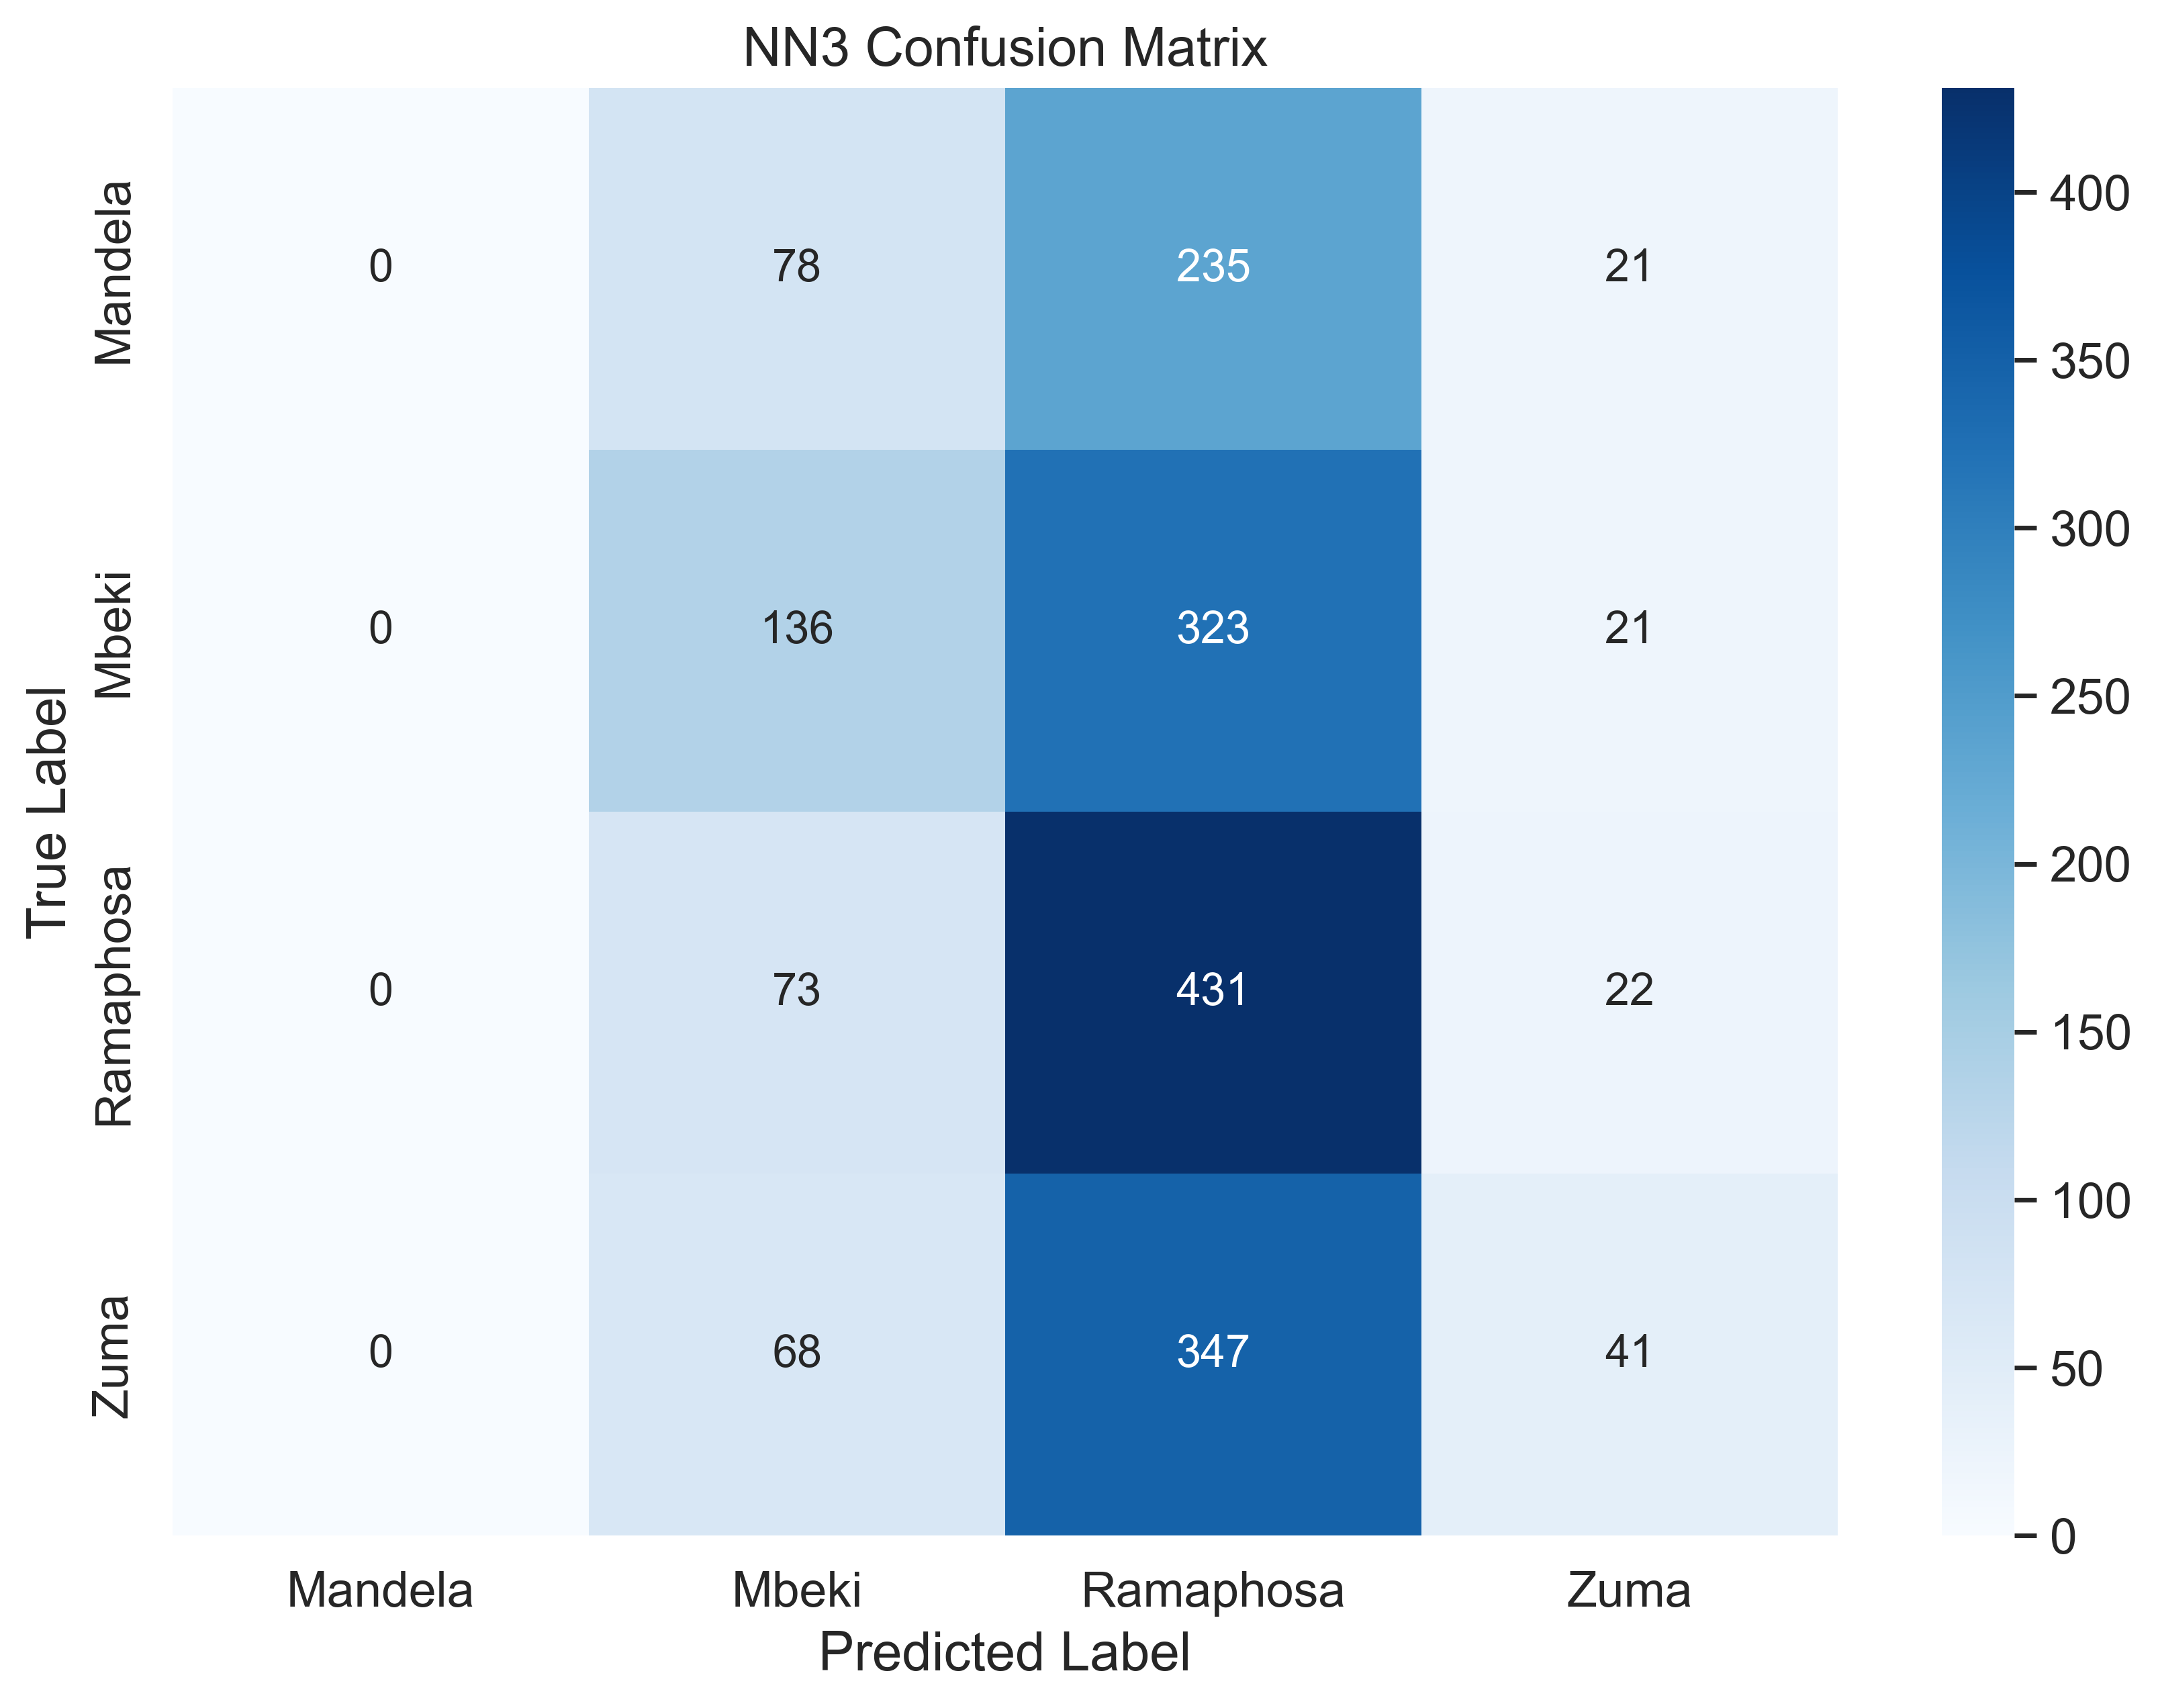 NN3 Confusion Matrix
True Label
Mandela
0 78 235 21
Mbeki
0 136 323 21
Ramaphosa
0 73 431 22
Zuma
0 68 347 41
Mandela Mbeki Ramaphosa Zuma
Predicted Label
400
350
300
250
200
150
100
50
0